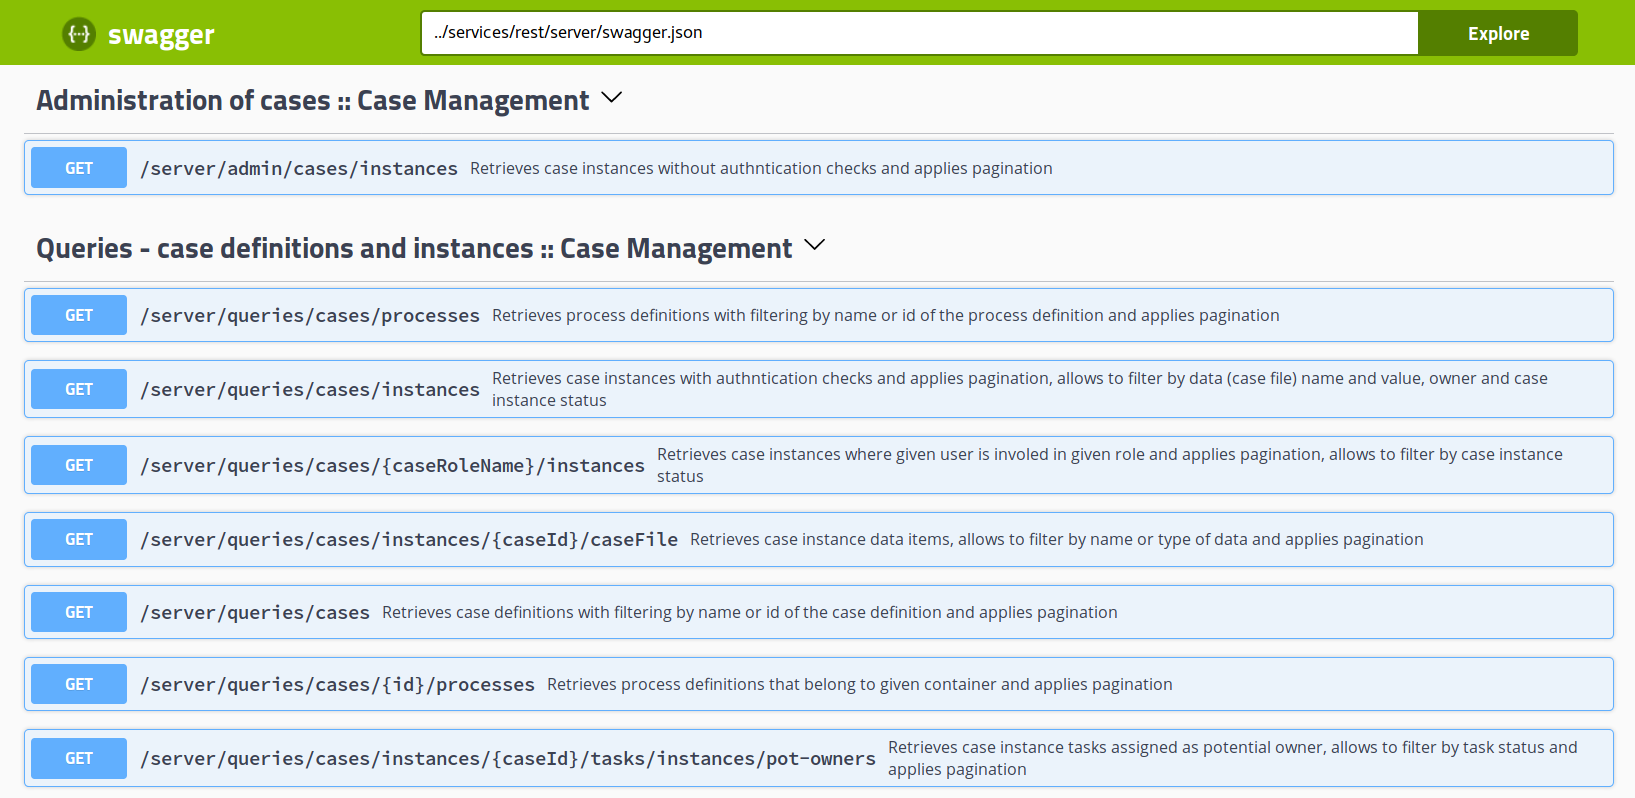 {···} swagger
../services/rest/server/swagger.json
Explore
Administration of cases :: Case Management
GET /server/admin/cases/instances Retrieves case instances without authntication checks and applies pagination
Queries - case definitions and instances :: Case Management
GET /server/queries/cases/processes Retrieves process definitions with filtering by name or id of the process definition and applies pagination
GET /server/queries/cases/instances Retrieves case instances with authntication checks and applies pagination, allows to filter by data (case file) name and value, owner and case
instance status
GET /server/queries/cases/{caseRoleName}/instances Retrieves case instances where given user is involed in given role and applies pagination, allows to filter by case instance
status
GET /server/queries/cases/instances/{caseId}/caseFile Retrieves case instance data items, allows to filter by name or type of data and applies pagination
GET /server/queries/cases Retrieves case definitions with filtering by name or id of the case definition and applies pagination
GET /server/queries/cases/{id}/processes Retrieves process definitions that belong to given container and applies pagination
GET /server/queries/cases/instances/{caseId}/tasks/instances/pot-owners Retrieves case instance tasks assigned as potential owner, allows to filter by task status and
applies pagination